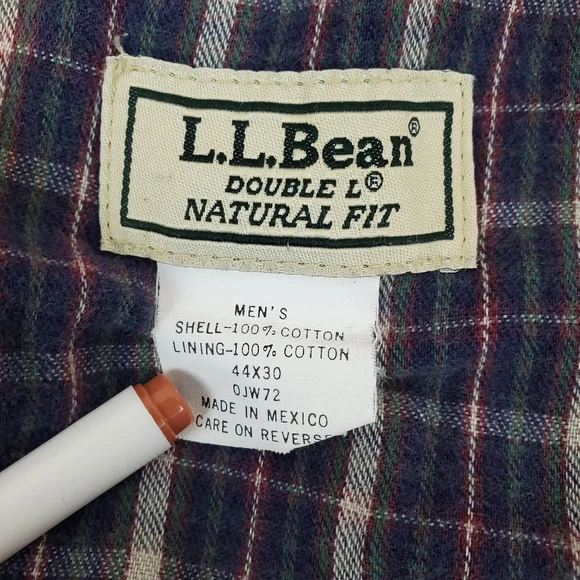 L.L.Bean®
DOUBLE L®
NATURAL FIT
MEN'S
SHELL-100% COTTON
LINING-100% COTTON
44X30
0JW72
MADE IN MEXICO
CARE ON REVERSE